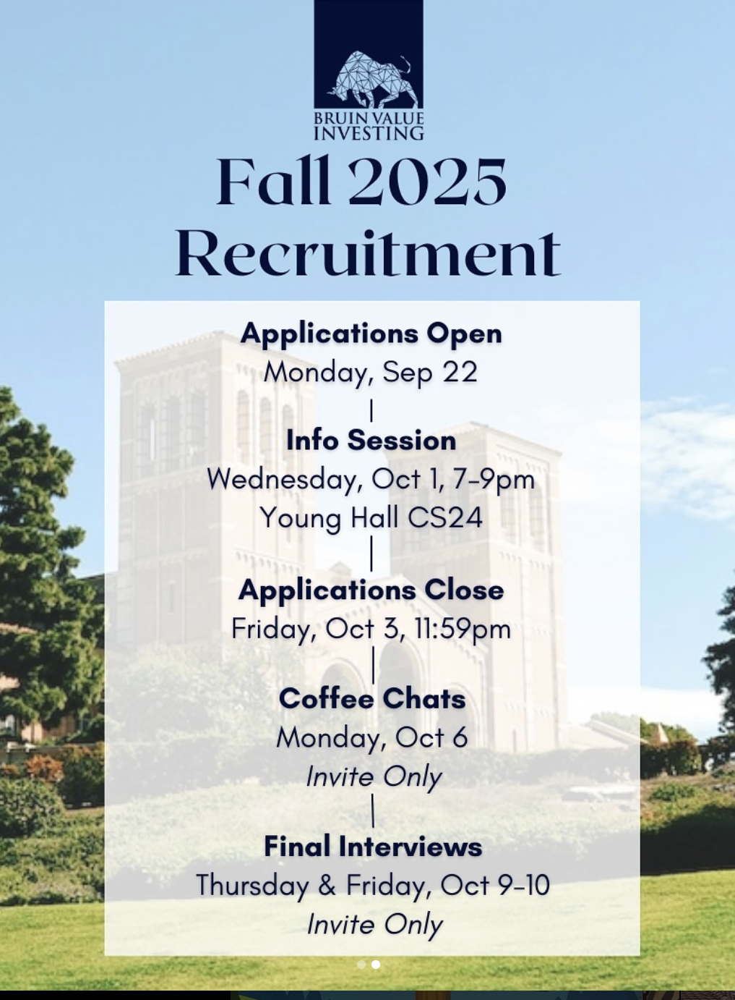 BRUIN VALUE
INVESTING
Fall 2025
Recruitment
Applications Open
Monday, Sep 22
Info Session
Wednesday, Oct 1, 7-9pm
Young Hall CS24
Applications Close
Friday, Oct 3, 11:59pm
Coffee Chats
Monday, Oct 6
Invite Only
Final Interviews
Thursday & Friday, Oct 9-10
Invite Only